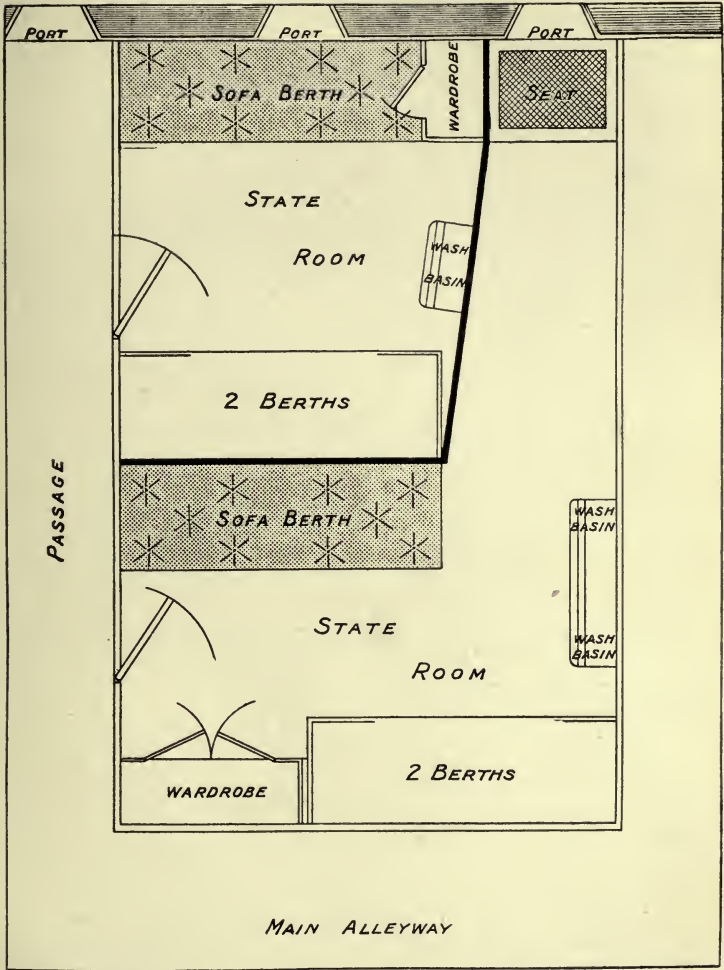 PORT
PORT
PORT
SOFA BERTH
WARDROBE
SEAT
STATE
ROOM
WASH
BASIN
2 BERTHS
PASSAGE
SOFA BERTH
WASH
BASIN
STATE
ROOM
WASH
BASIN
WARDROBE
2 BERTHS
MAIN ALLEYWAY